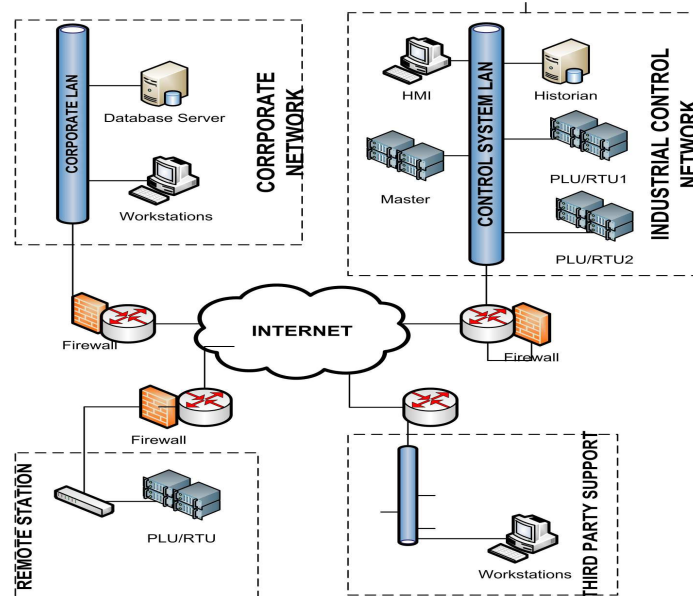 CORPORATE LAN
Database Server
Workstations
CORRPORATE
NETWORK
HMI
Historian
CONTROL SYSTEM LAN
Master
PLU/RTU1
PLU/RTU2
INDUSTRIAL CONTROL
NETWORK
Firewall
INTERNET
Firewall
Firewall
REMOTE STATION
PLU/RTU
THIRD PARTY SUPPORT
Workstations